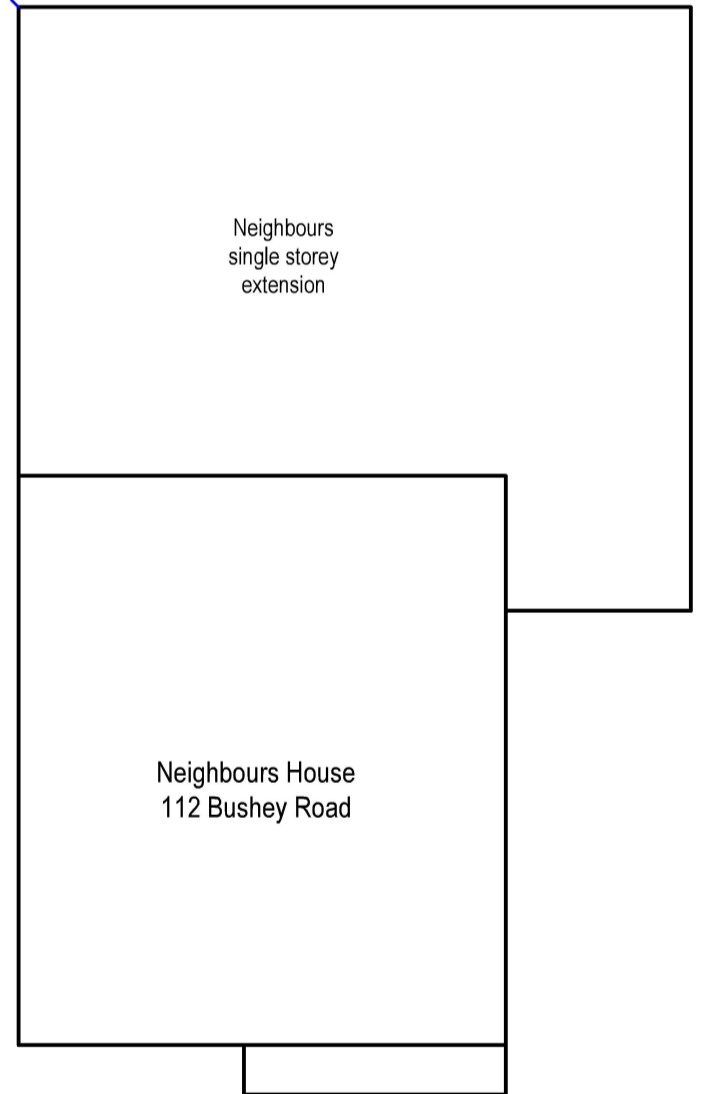 Neighbours
single storey
extension
Neighbours House
112 Bushey Road